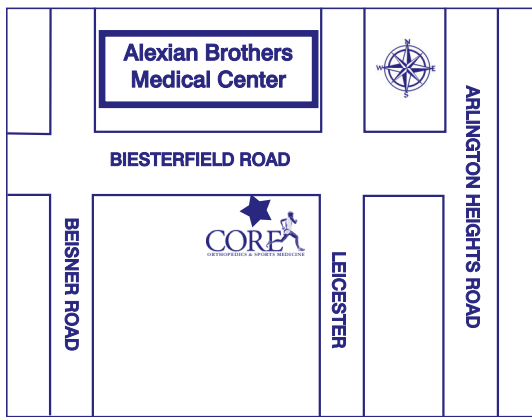 Alexian Brothers
Medical Center
N
W
E
S
BIESTERFIELD ROAD
ARLINGTON HEIGHTS ROAD
CORE
ORTHOPEDICS & SPORTS MEDICINE
BEISNER ROAD
LEICESTER